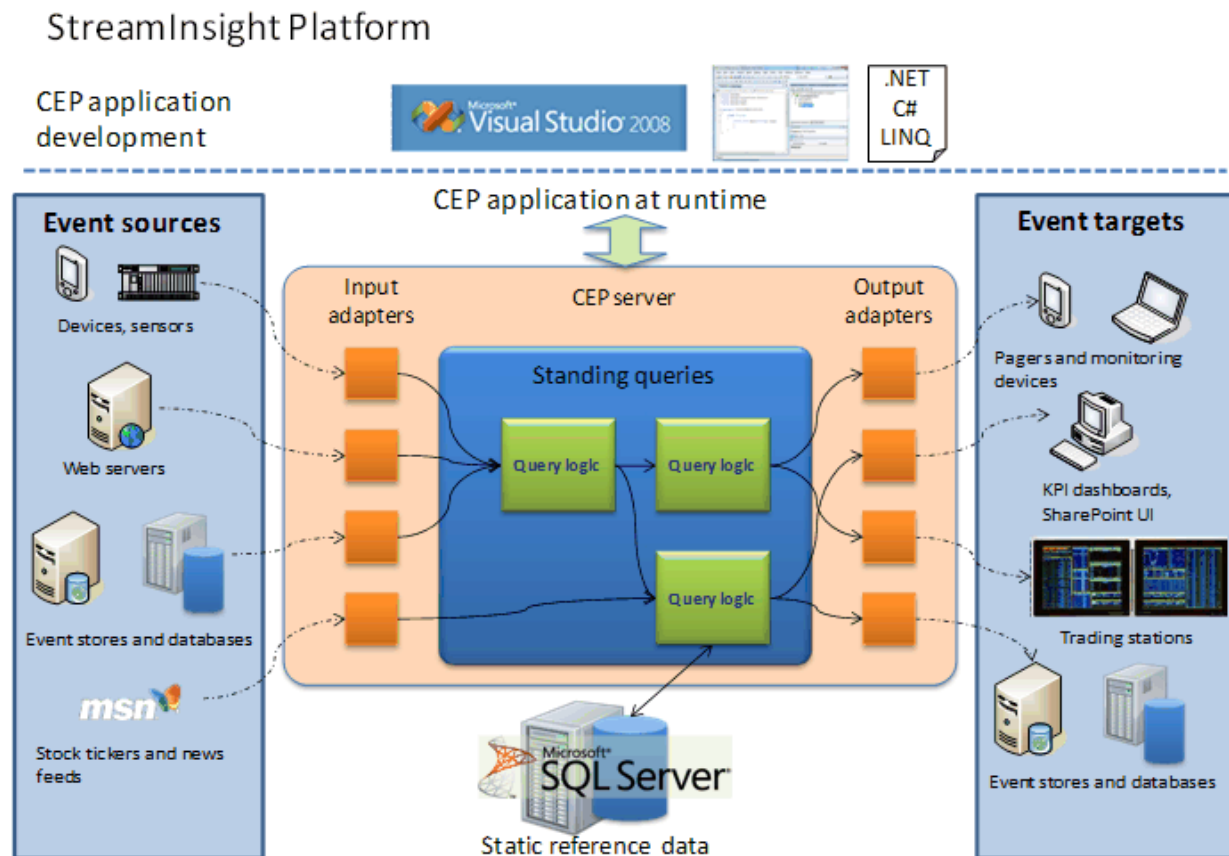 StreamInsight Platform
CEP application
development
Microsoft®
Visual Studio® 2008
.NET
C#
LINQ
CEP application at runtime
Event sources
Devices, sensors
Web servers
Event stores and databases
msn
Stock tickers and news
feeds
Input
adapters
CEP server
Output
adapters
Standing queries
Query logic
Query logic
Query logic
Microsoft®
SQL Server®
Static reference data
Event targets
Pagers and monitoring
devices
KPI dashboards,
SharePoint UI
Trading stations
Event stores and databases